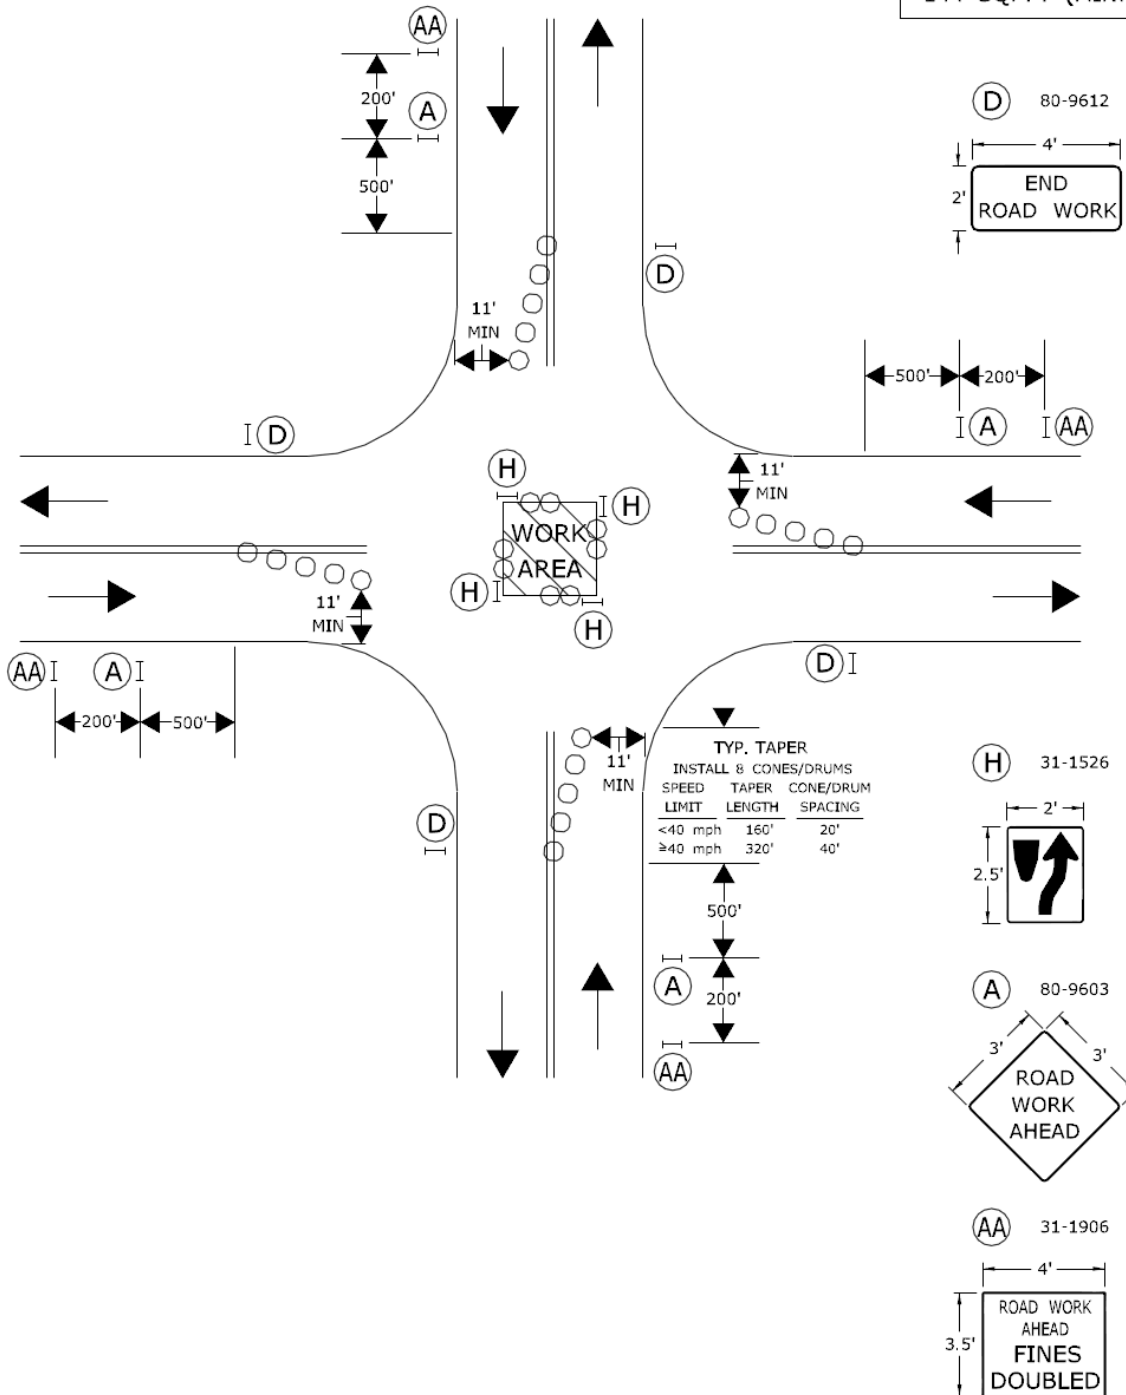 AA
200'
A
500'
D 80-9612
4'
2'
END
ROAD WORK
D
11'
MIN
500' 200'
A AA
D
11'
MIN
H
H
WORK
AREA
H
H
11'
MIN
AA A
200' 500'
D
11'
MIN
TYP. TAPER
INSTALL 8 CONES/DRUMS
SPEED TAPER CONE/DRUM
LIMIT LENGTH SPACING
<40 mph 160' 20'
≥40 mph 320' 40'
D
H 31-1526
2'
2.5'
500'
A
200'
AA
A 80-9603
3' 3'
ROAD
WORK
AHEAD
AA 31-1906
4'
3.5'
ROAD WORK
AHEAD
FINES
DOUBLED